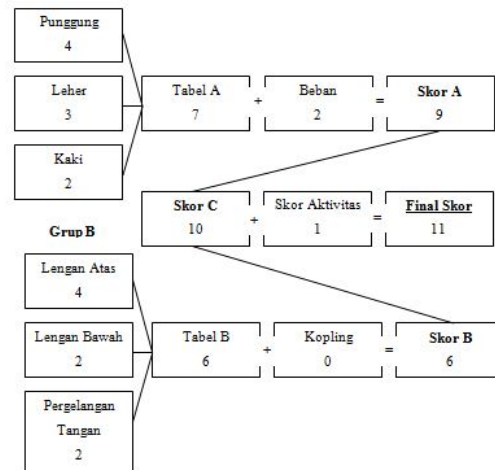 Punggung
4
Leher
3
Tabel A + Beban = Skor A
7 2 9
Kaki
2
Skor C + Skor Aktivitas = Final Skor
10 1 11
Grup B
Lengan Atas
4
Lengan Bawah
2
Tabel B + Kopling = Skor B
6 0 6
Pergelangan
Tangan
2